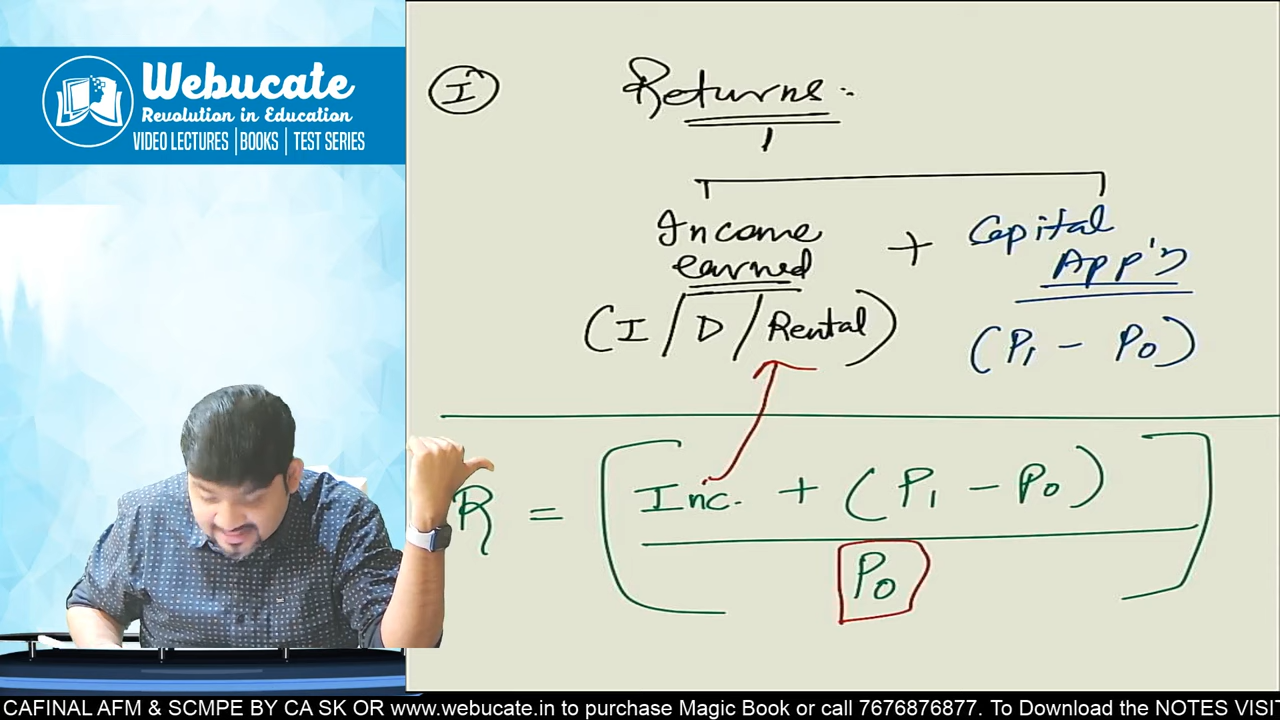 Webucate
Revolution in Education
VIDEO LECTURES | BOOKS | TEST SERIES
I Returns:
Income earned + Capital App'n
(I / D / Rental) (P₁ - P₀)
R = [Inc. + (P₁ - P₀)
P₀]
CAFINAL AFM & SCMPE BY CA SK OR www.webucate.in to purchase Magic Book or call 7676876877. To Download the NOTES VISI